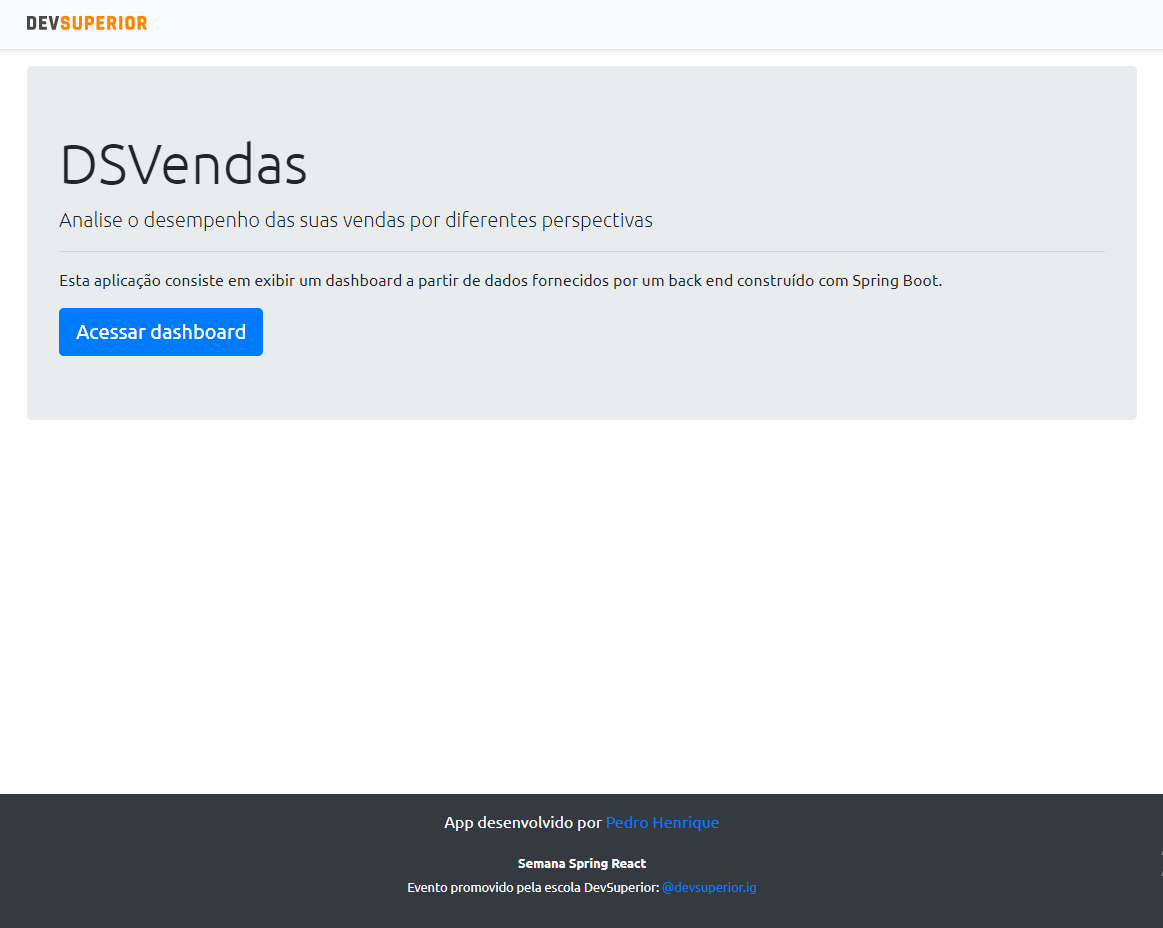 DEVSUPERIOR
DSVendas
Analise o desempenho das suas vendas por diferentes perspectivas
Esta aplicação consiste em exibir um dashboard a partir de dados fornecidos por um back end construído com Spring Boot.
Acessar dashboard
App desenvolvido por Pedro Henrique
Semana Spring React
Evento promovido pela escola DevSuperior: @devsuperior.ig